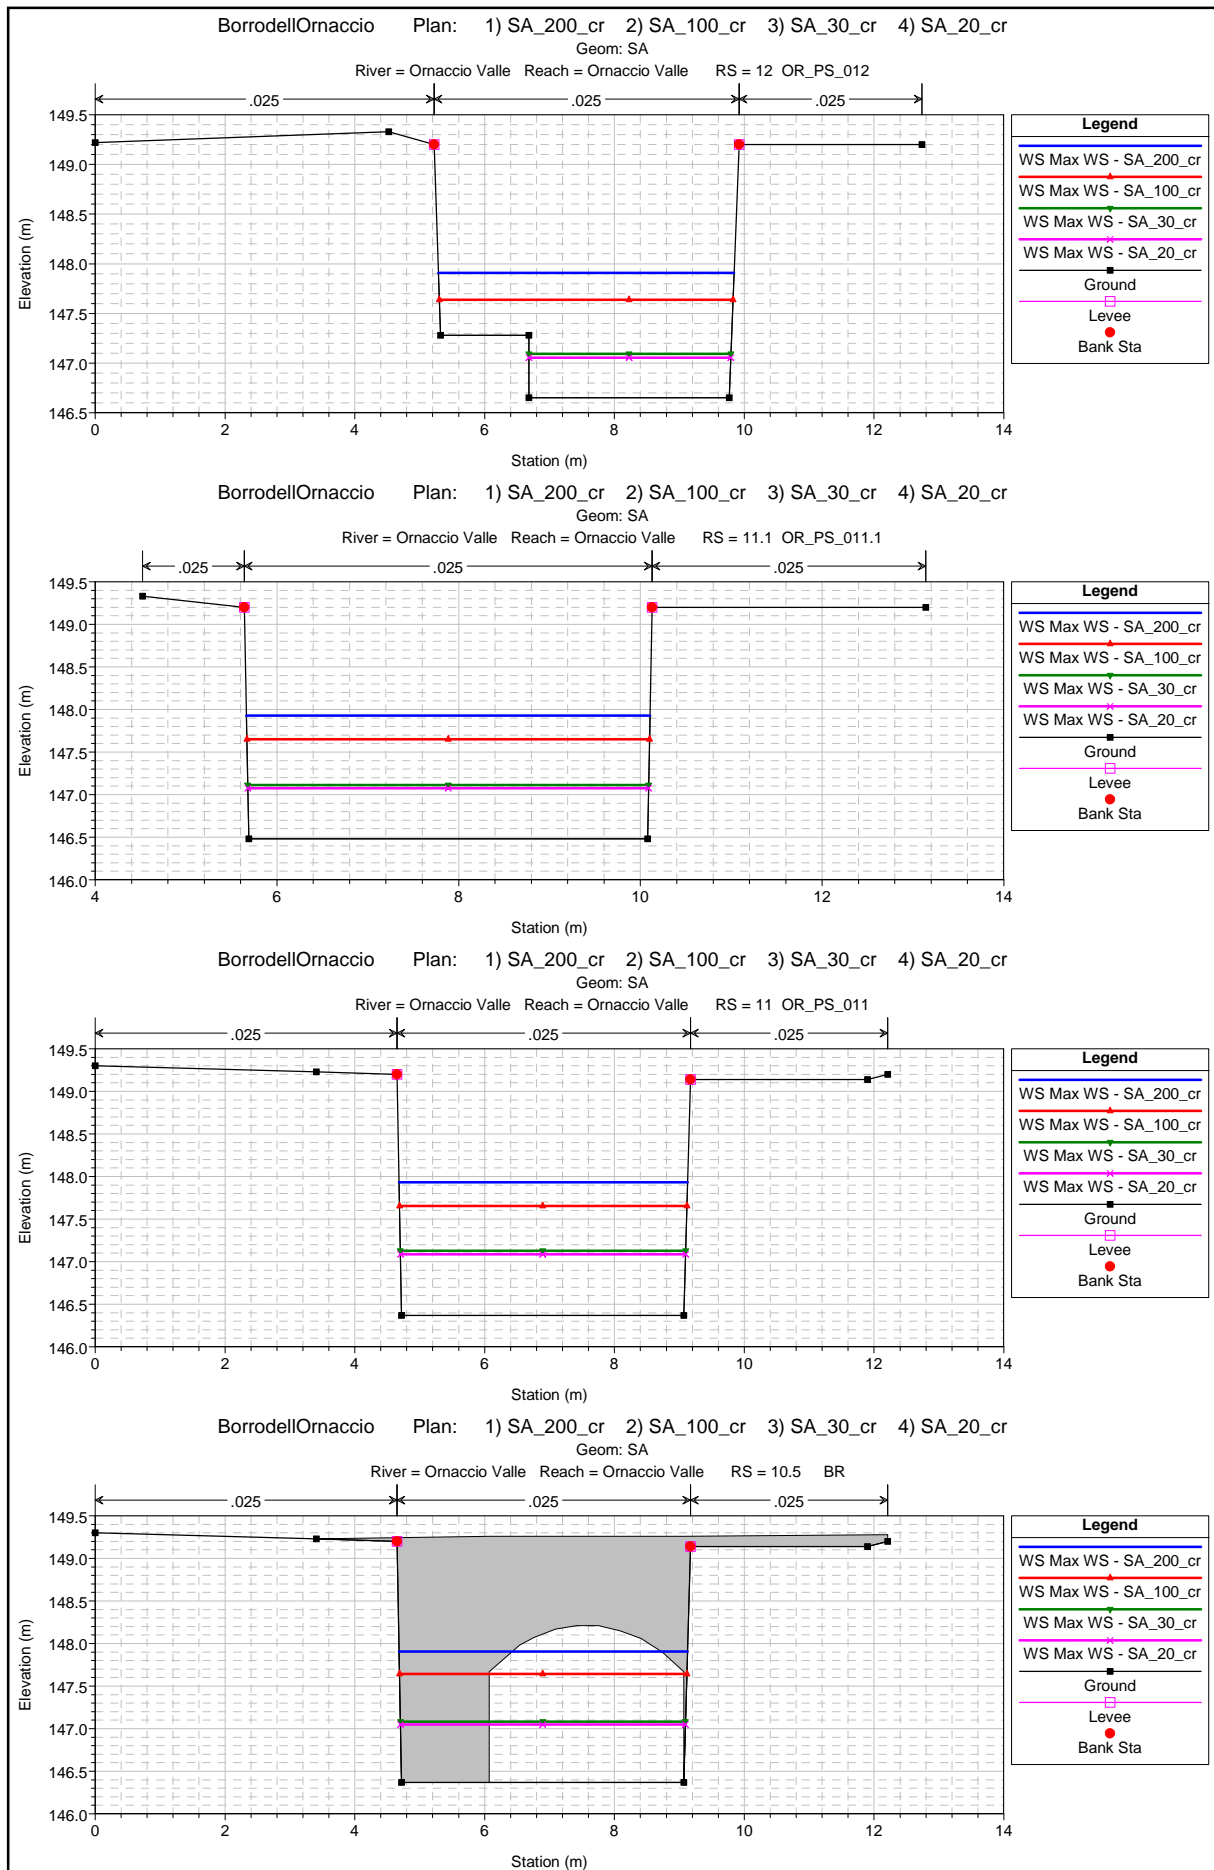 BorrodellOrnaccio Plan: 1) SA_200_cr 2) SA_100_cr 3) SA_30_cr 4) SA_20_cr
Geom: SA
River = Ornaccio Valle Reach = Ornaccio Valle RS = 12 OR_PS_012
.025 .025 .025
149.5
149.0
148.5
148.0
147.5
147.0
146.5
Elevation (m)
0 2 4 6 8 10 12 14
Station (m)
Legend
WS Max WS - SA_200_cr
WS Max WS - SA_100_cr
WS Max WS - SA_30_cr
WS Max WS - SA_20_cr
Ground
Levee
Bank Sta
BorrodellOrnaccio Plan: 1) SA_200_cr 2) SA_100_cr 3) SA_30_cr 4) SA_20_cr
Geom: SA
River = Ornaccio Valle Reach = Ornaccio Valle RS = 11.1 OR_PS_011.1
.025 .025 .025
149.5
149.0
148.5
148.0
147.5
147.0
146.5
146.0
Elevation (m)
4 6 8 10 12 14
Station (m)
Legend
WS Max WS - SA_200_cr
WS Max WS - SA_100_cr
WS Max WS - SA_30_cr
WS Max WS - SA_20_cr
Ground
Levee
Bank Sta
BorrodellOrnaccio Plan: 1) SA_200_cr 2) SA_100_cr 3) SA_30_cr 4) SA_20_cr
Geom: SA
River = Ornaccio Valle Reach = Ornaccio Valle RS = 11 OR_PS_011
.025 .025 .025
149.5
149.0
148.5
148.0
147.5
147.0
146.5
146.0
Elevation (m)
0 2 4 6 8 10 12 14
Station (m)
Legend
WS Max WS - SA_200_cr
WS Max WS - SA_100_cr
WS Max WS - SA_30_cr
WS Max WS - SA_20_cr
Ground
Levee
Bank Sta
BorrodellOrnaccio Plan: 1) SA_200_cr 2) SA_100_cr 3) SA_30_cr 4) SA_20_cr
Geom: SA
River = Ornaccio Valle Reach = Ornaccio Valle RS = 10.5 BR
.025 .025 .025
149.5
149.0
148.5
148.0
147.5
147.0
146.5
146.0
Elevation (m)
0 2 4 6 8 10 12 14
Station (m)
Legend
WS Max WS - SA_200_cr
WS Max WS - SA_100_cr
WS Max WS - SA_30_cr
WS Max WS - SA_20_cr
Ground
Levee
Bank Sta